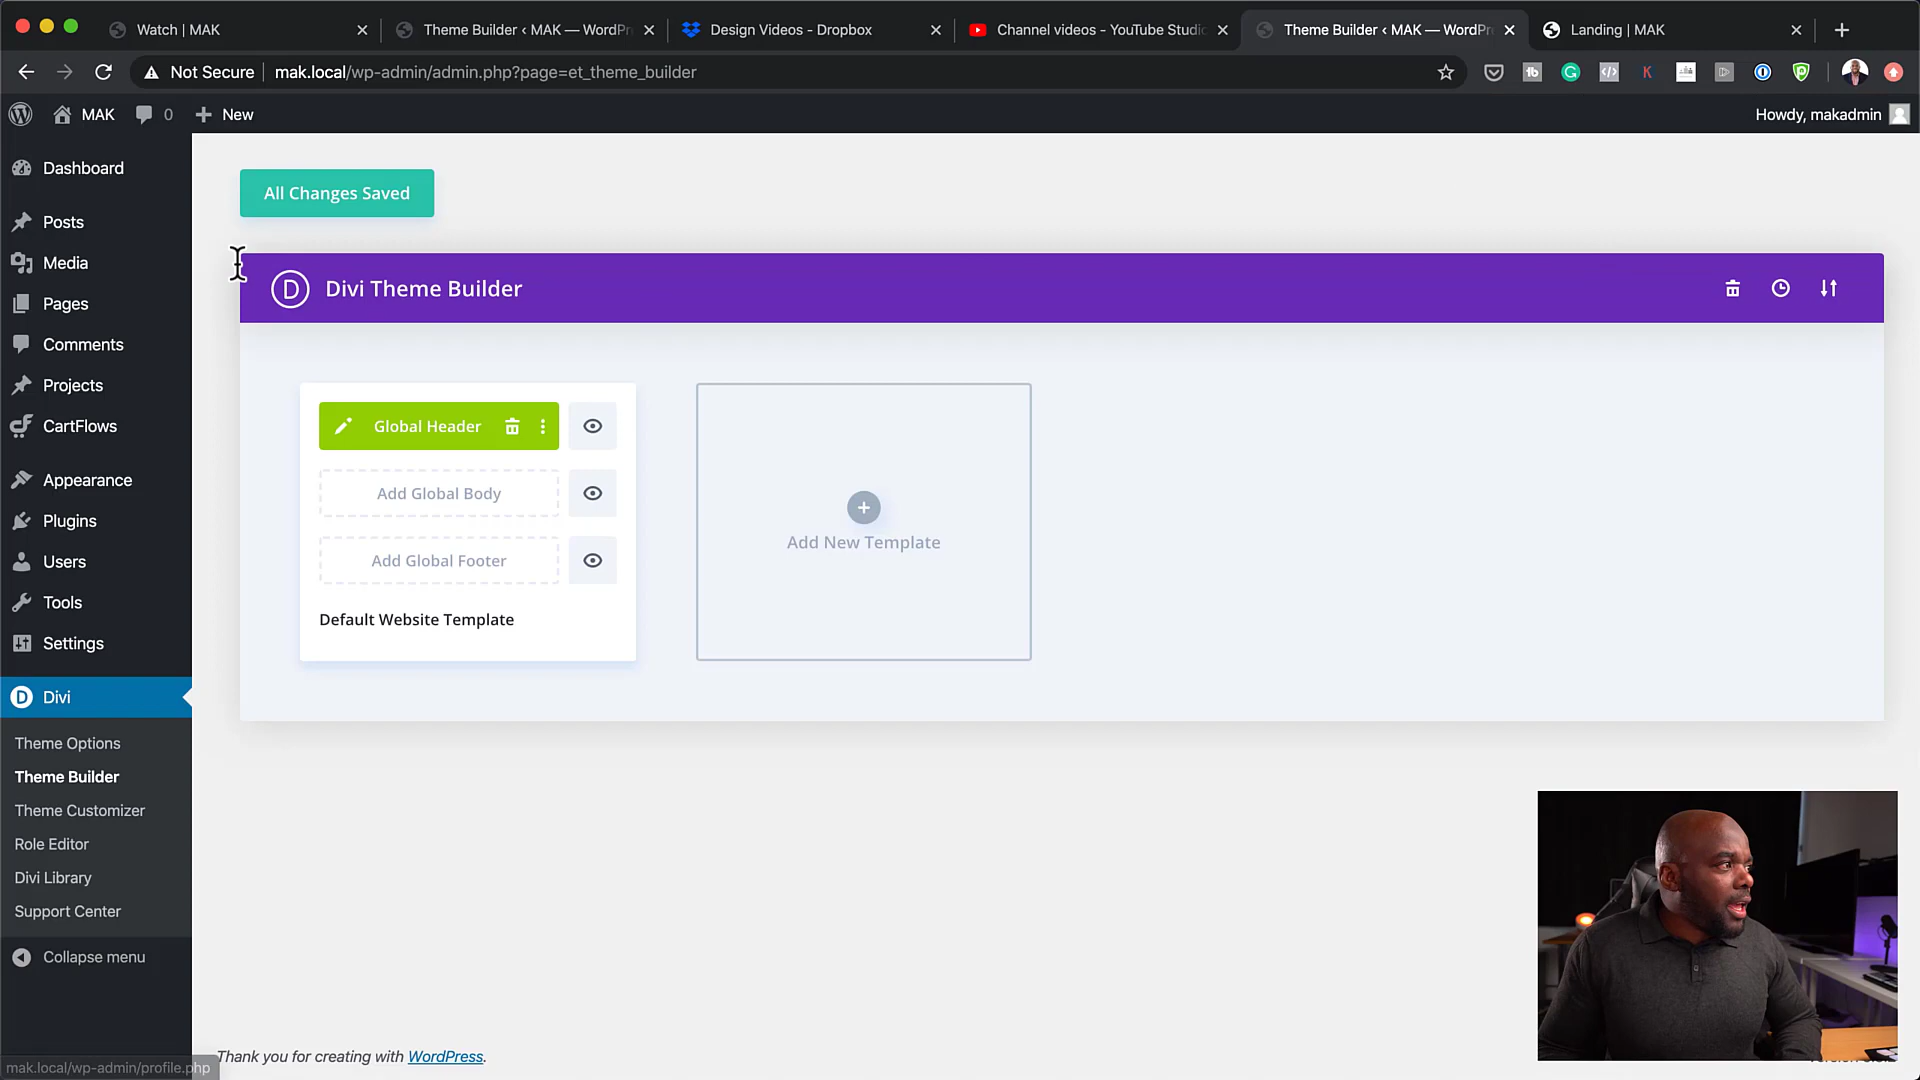 Watch | MAK
Theme Builder ‹ MAK — WordPr
Design Videos - Dropbox
Channel videos - YouTube Studio
Theme Builder ‹ MAK — WordPr
Landing | MAK
Not Secure
mak.local/wp-admin/admin.php?page=et_theme_builder
MAK
0
New
Howdy, makadmin
Dashboard
Posts
Media
Pages
Comments
Projects
CartFlows
Appearance
Plugins
Users
Tools
Settings
Divi
Theme Options
Theme Builder
Theme Customizer
Role Editor
Divi Library
Support Center
Collapse menu
All Changes Saved
D
Divi Theme Builder
Global Header
Add Global Body
Add Global Footer
Default Website Template
Add New Template
Thank you for creating with WordPress.
mak.local/wp-admin/profile.php